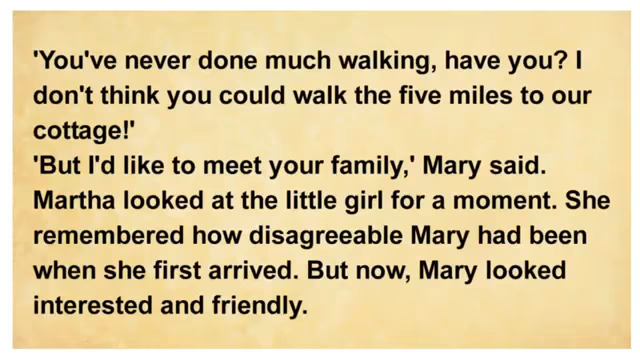 'You've never done much walking, have you? I
don't think you could walk the five miles to our
cottage!'
'But I'd like to meet your family,' Mary said.
Martha looked at the little girl for a moment. She
remembered how disagreeable Mary had been
when she first arrived. But now, Mary looked
interested and friendly.